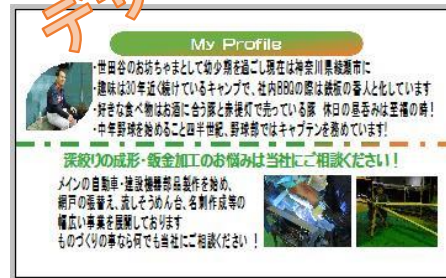 My Profile
・世田谷のお坊ちゃまとして幼少期を過ごし現在は神奈川県綾瀬市に
・趣味は30年近く続けているキャンプで、社内BBQの際は鉄板の番人と化しています
・好きな食べ物はお酒に合う豚と赤提灯で売っている豚 休日の昼呑みは至福の時!
・中年野球を始めること四半世紀、野球部ではキャプテンを務めています!
深絞りの成形・鈑金加工のお悩みは当社にご相談ください!
メインの自動車・建設機器部品製作を始め、
網戸の張替え、流しそうめん台、名刺作成等の
幅広い事業を展開しております
ものづくりの事なら何でも当社にご相談ください !